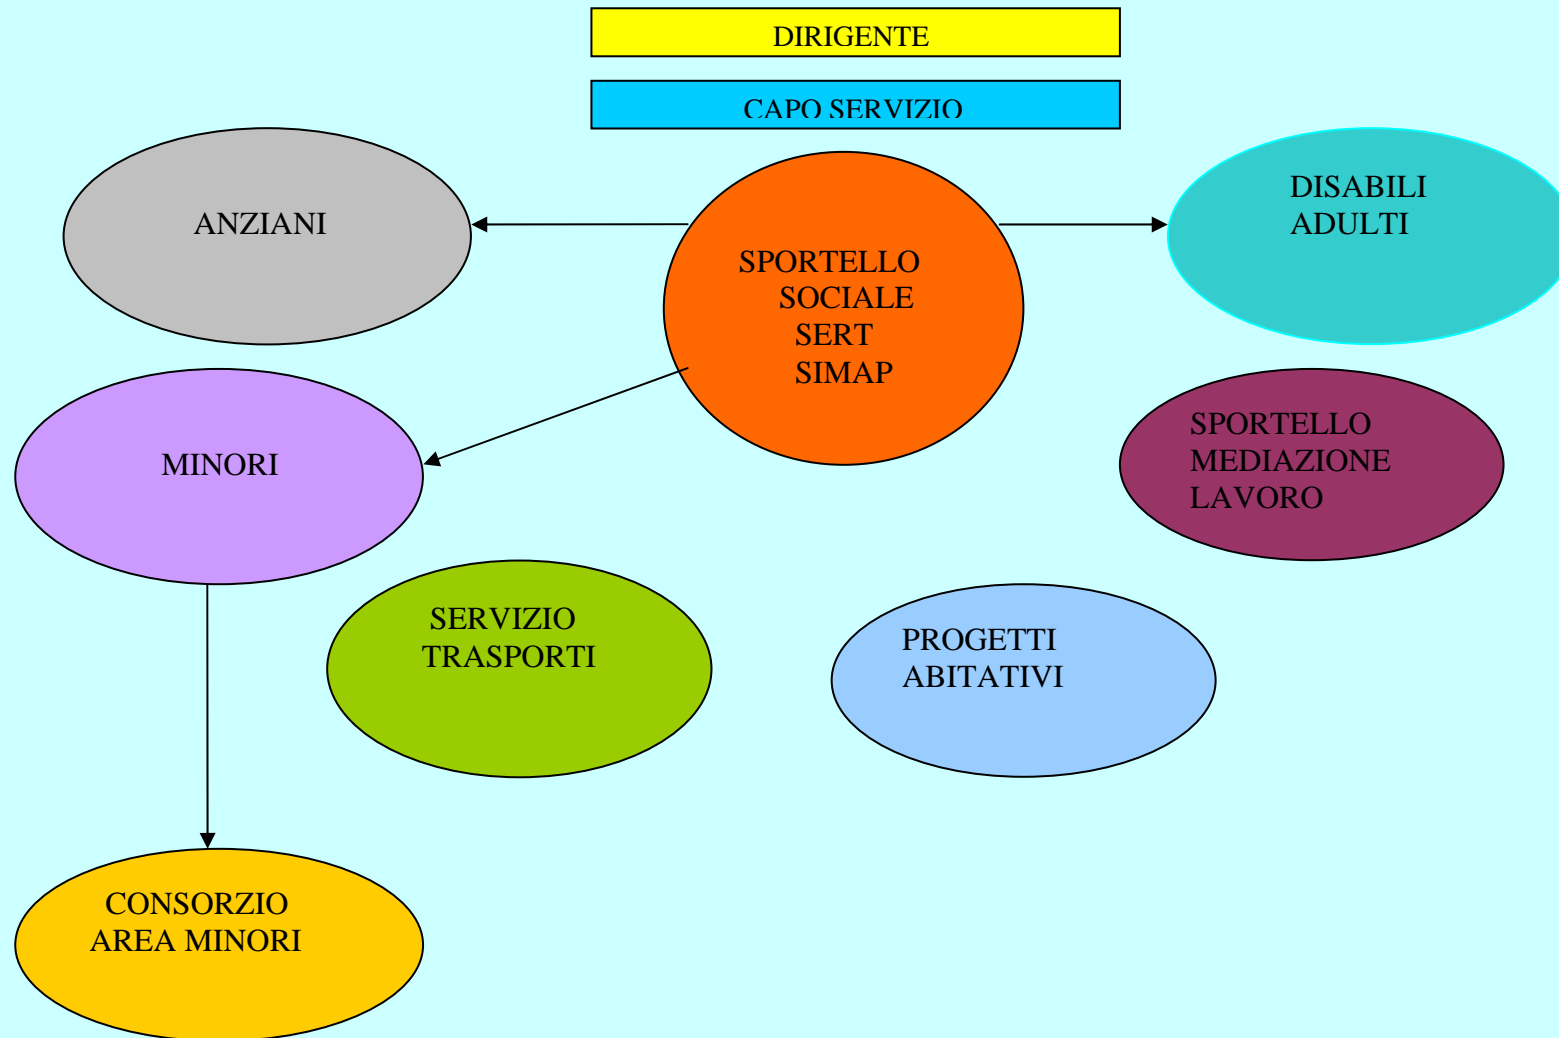 DIRIGENTE
CAPO SERVIZIO
ANZIANI
SPORTELLO
SOCIALE
SERT
SIMAP
DISABILI
ADULTI
MINORI
SPORTELLO
MEDIAZIONE
LAVORO
SERVIZIO
TRASPORTI
PROGETTI
ABITATIVI
CONSORZIO
AREA MINORI